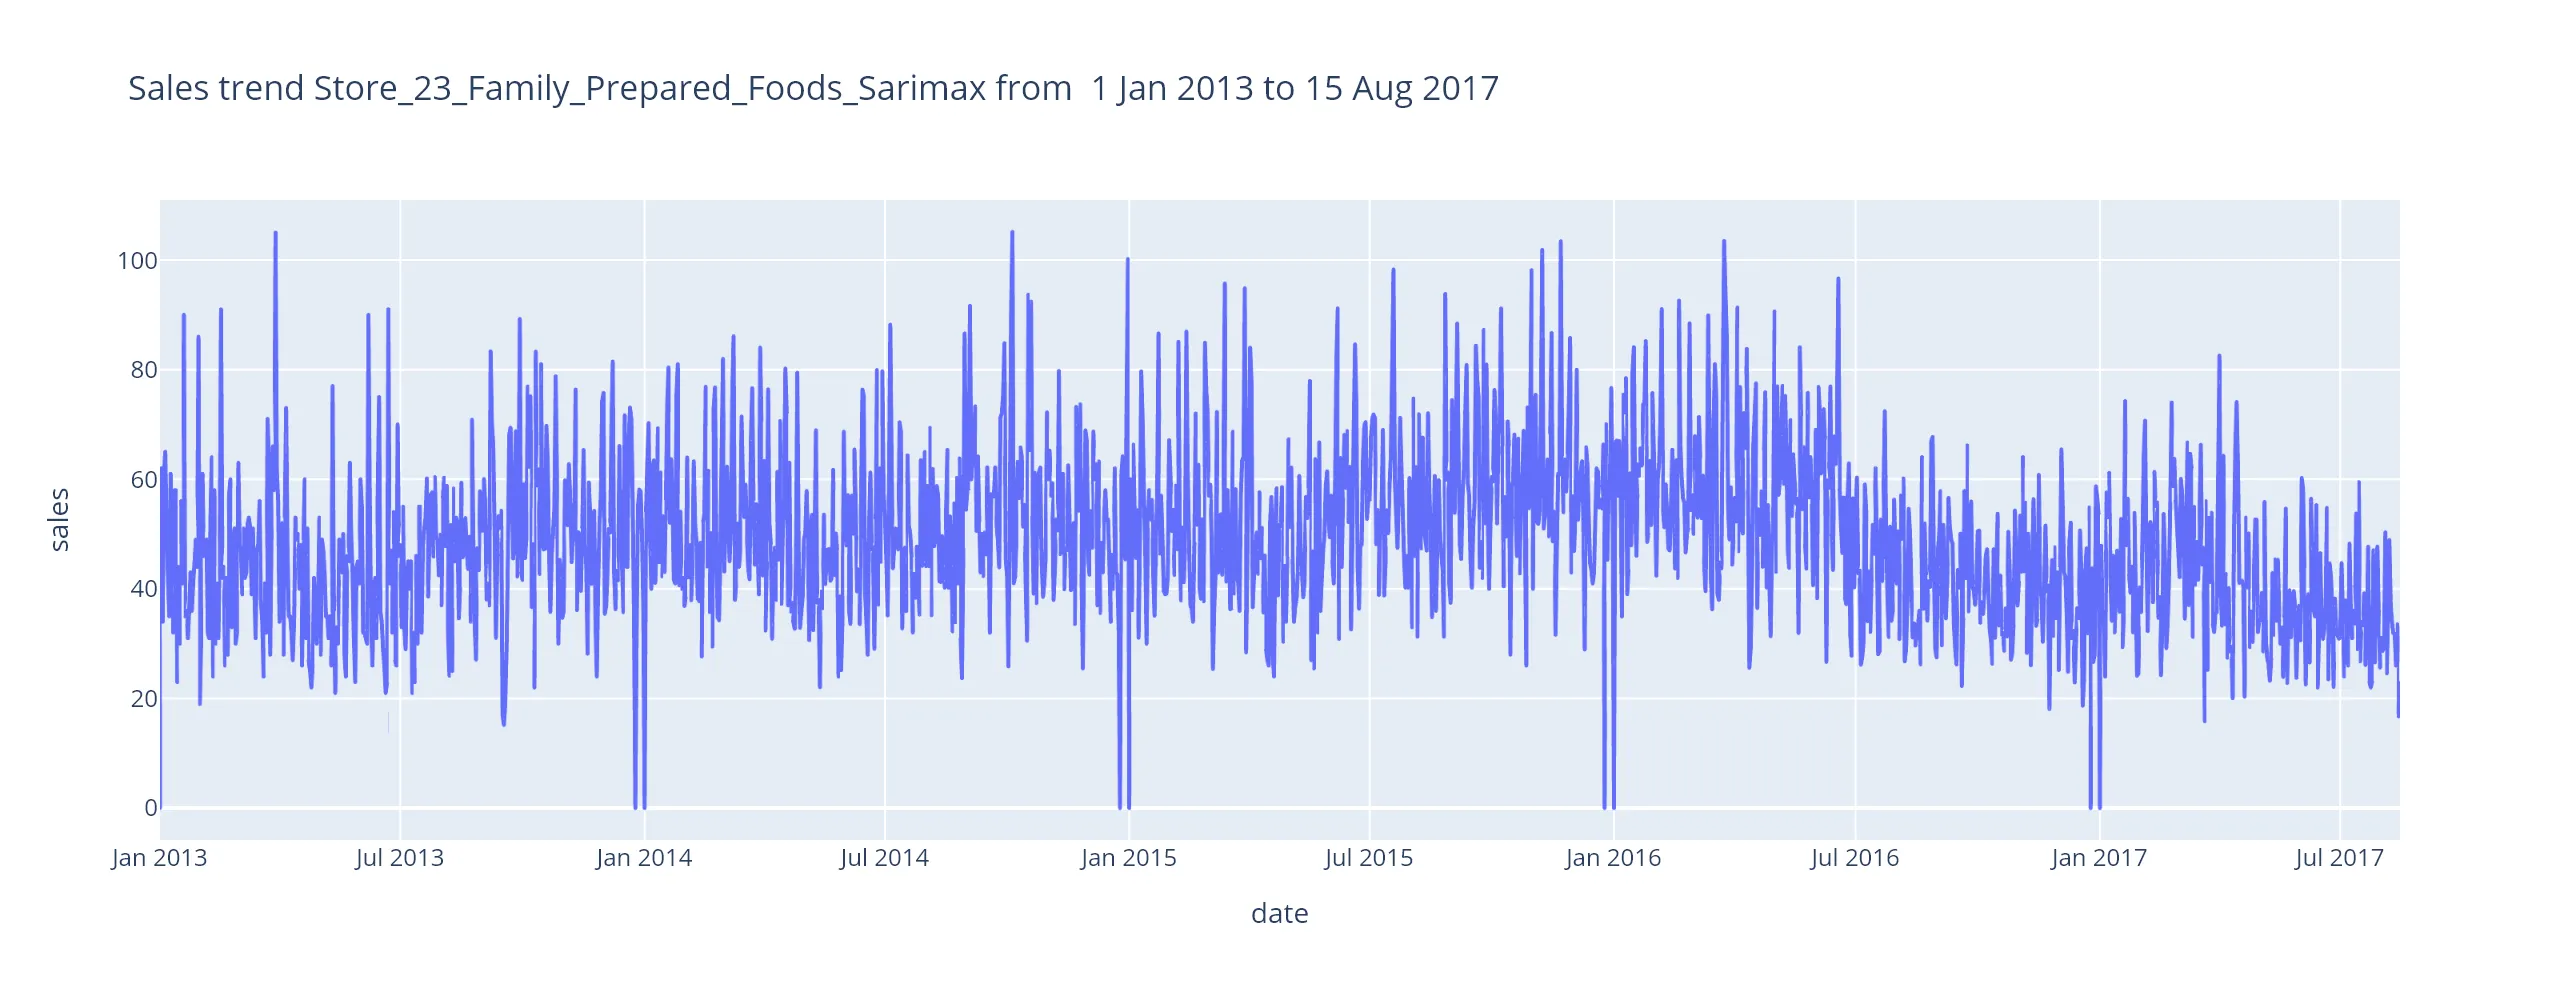 Sales trend Store_23_Family_Prepared_Foods_Sarimax from  1 Jan 2013 to 15 Aug 2017
100
80
60
40
20
0
sales
Jan 2013 Jul 2013 Jan 2014 Jul 2014 Jan 2015 Jul 2015 Jan 2016 Jul 2016 Jan 2017 Jul 2017
date